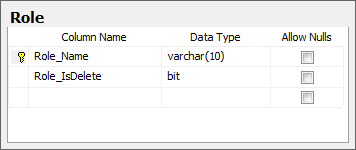 Role
Column Name Data Type Allow Nulls
Role_Name varchar(10)
Role_IsDelete bit